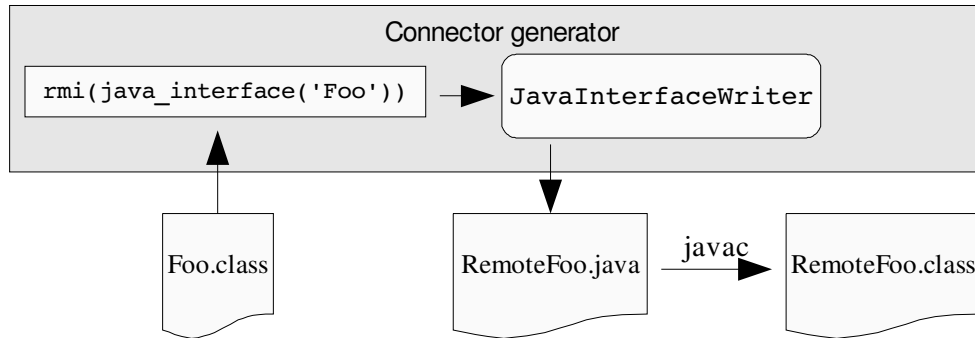 Connector generator
rmi(java_interface('Foo'))
JavaInterfaceWriter
Foo.class
RemoteFoo.java
javac
RemoteFoo.class